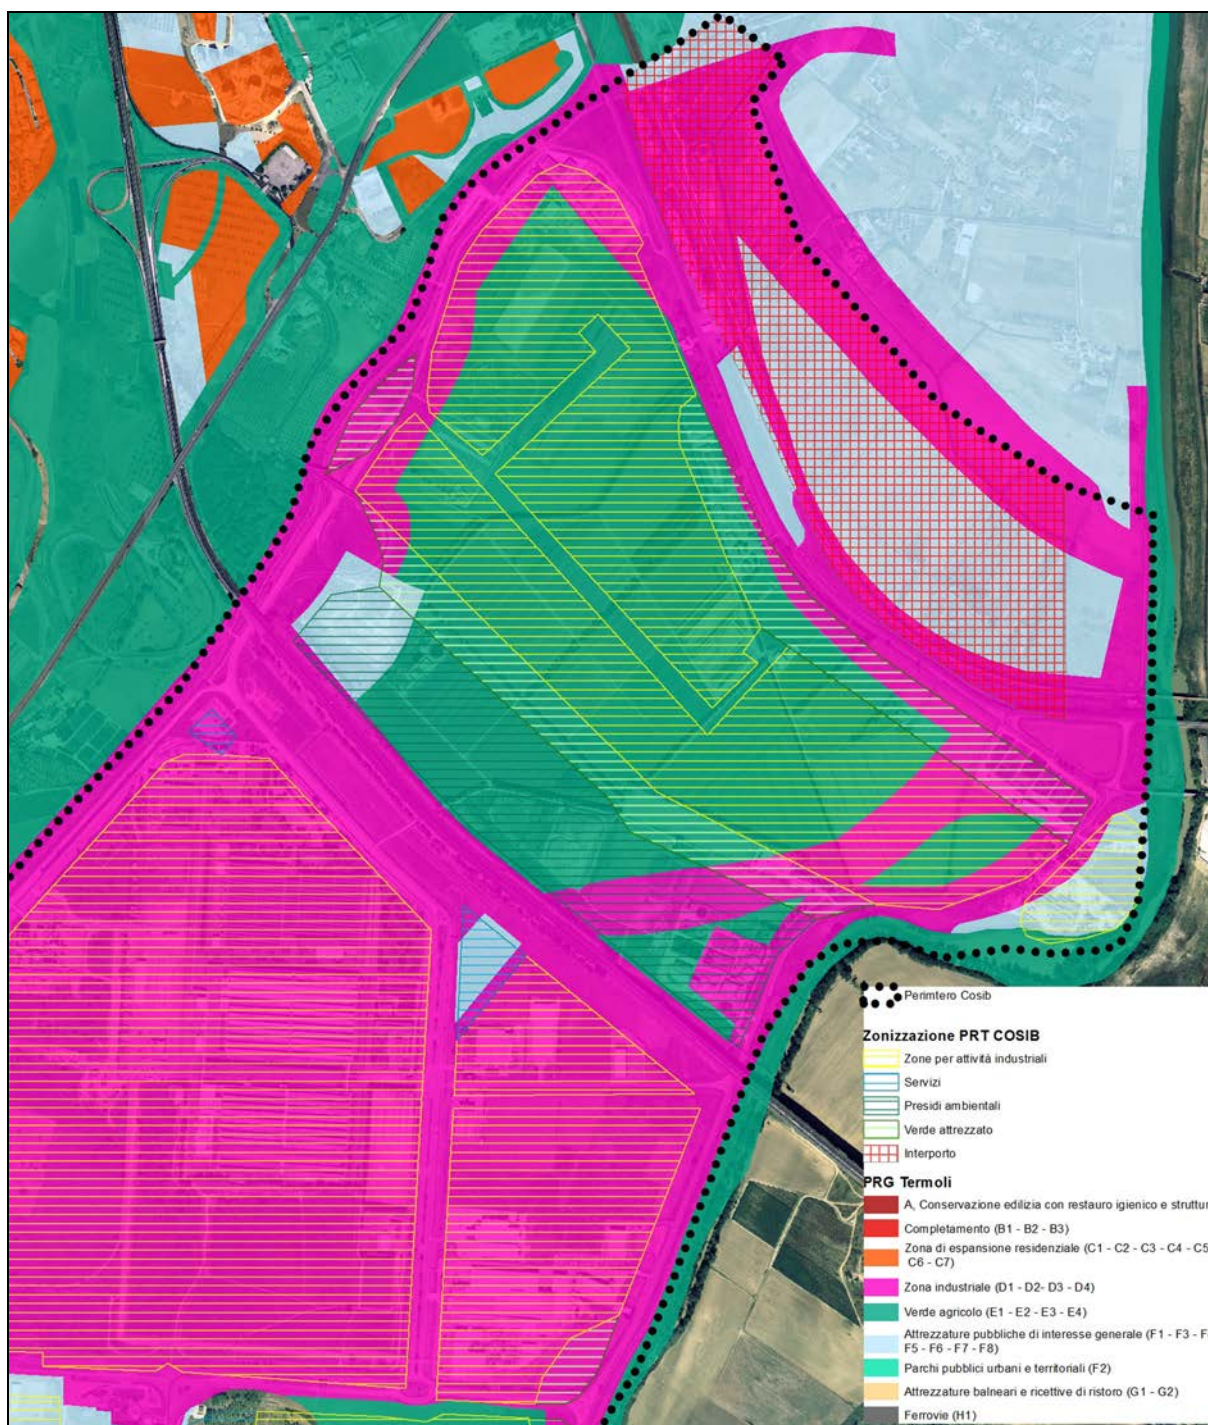 Perimtero Cosib
Zonizzazione PRT COSIB
Zone per attività industriali
Servizi
Presidi ambientali
Verde attrezzato
Interporto
PRG Termoli
A, Conservazione edilizia con restauro igienico e struttur
Completamento (B1 - B2 - B3)
Zona di espansione residenziale (C1 - C2 - C3 - C4 - C5
C6 - C7)
Zona industriale (D1 - D2- D3 - D4)
Verde agricolo (E1 - E2 - E3 - E4)
Attrezzature pubbliche di interesse generale (F1 - F3 - F
F5 - F6 - F7 - F8)
Parchi pubblici urbani e territoriali (F2)
Attrezzature balneari e ricettive di ristoro (G1 - G2)
Ferrovie (H1)